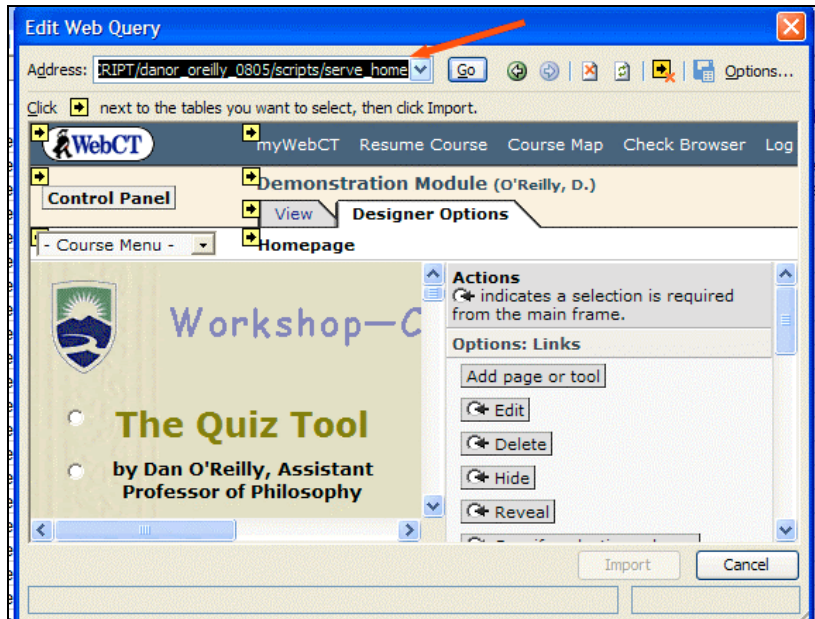 Edit Web Query
Address: CRIPT/danor_oreilly_0805/scripts/serve_home Go Options...
Click next to the tables you want to select, then click Import.
WebCT myWebCT Resume Course Course Map Check Browser Log
Control Panel Demonstration Module (O'Reilly, D.)
View Designer Options
- Course Menu - Homepage
Workshop—C
The Quiz Tool
by Dan O'Reilly, Assistant
Professor of Philosophy
Actions
indicates a selection is required
from the main frame.
Options: Links
Add page or tool
Edit
Delete
Hide
Reveal
Import Cancel